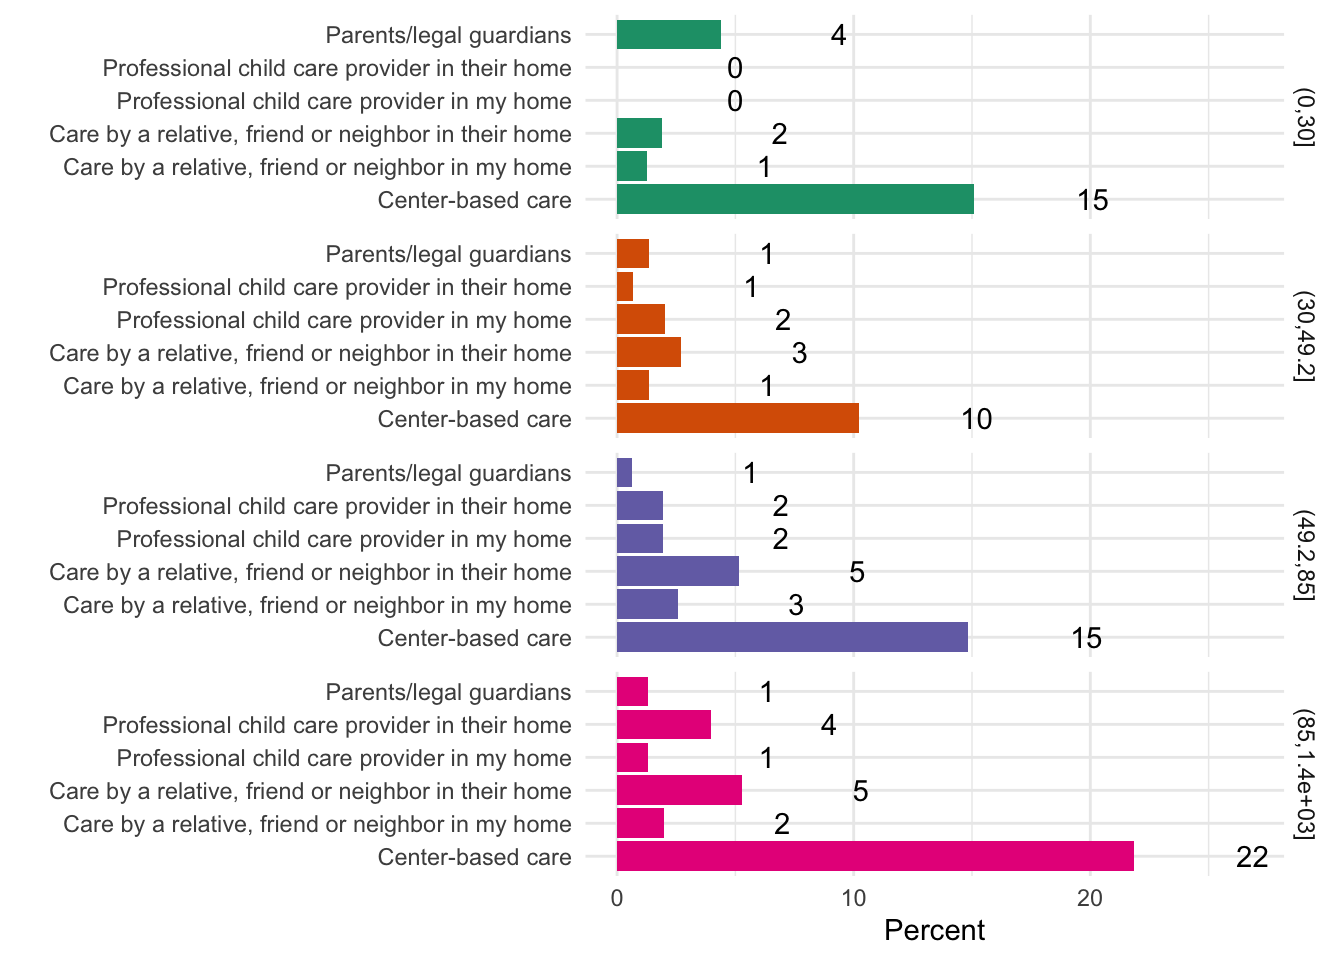 Parents/legal guardians 4
Professional child care provider in their home 0
Professional child care provider in my home 0
Care by a relative, friend or neighbor in their home 2
Care by a relative, friend or neighbor in my home 1
Center-based care 15
(0,30]
Parents/legal guardians 1
Professional child care provider in their home 1
Professional child care provider in my home 2
Care by a relative, friend or neighbor in their home 3
Care by a relative, friend or neighbor in my home 1
Center-based care 10
(30,49.2]
Parents/legal guardians 1
Professional child care provider in their home 2
Professional child care provider in my home 2
Care by a relative, friend or neighbor in their home 5
Care by a relative, friend or neighbor in my home 3
Center-based care 15
(49.2,85]
Parents/legal guardians 1
Professional child care provider in their home 4
Professional child care provider in my home 1
Care by a relative, friend or neighbor in their home 5
Care by a relative, friend or neighbor in my home 2
Center-based care 22
(85,1.4e+03]
0 10 20
Percent